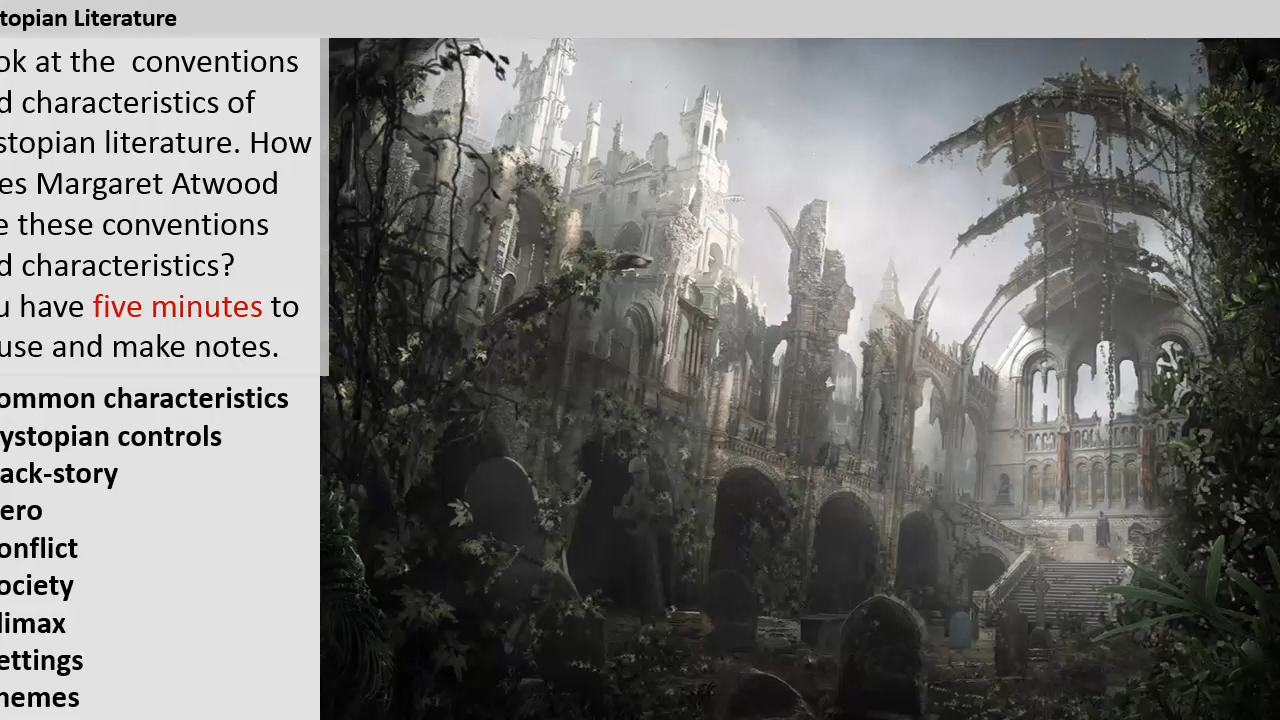 topian Literature
ok at the conventions
d characteristics of
stopian literature. How
es Margaret Atwood
e these conventions
d characteristics?
u have five minutes to
use and make notes.
ommon characteristics
ystopian controls
ack-story
ero
onflict
ociety
limax
ettings
hemes